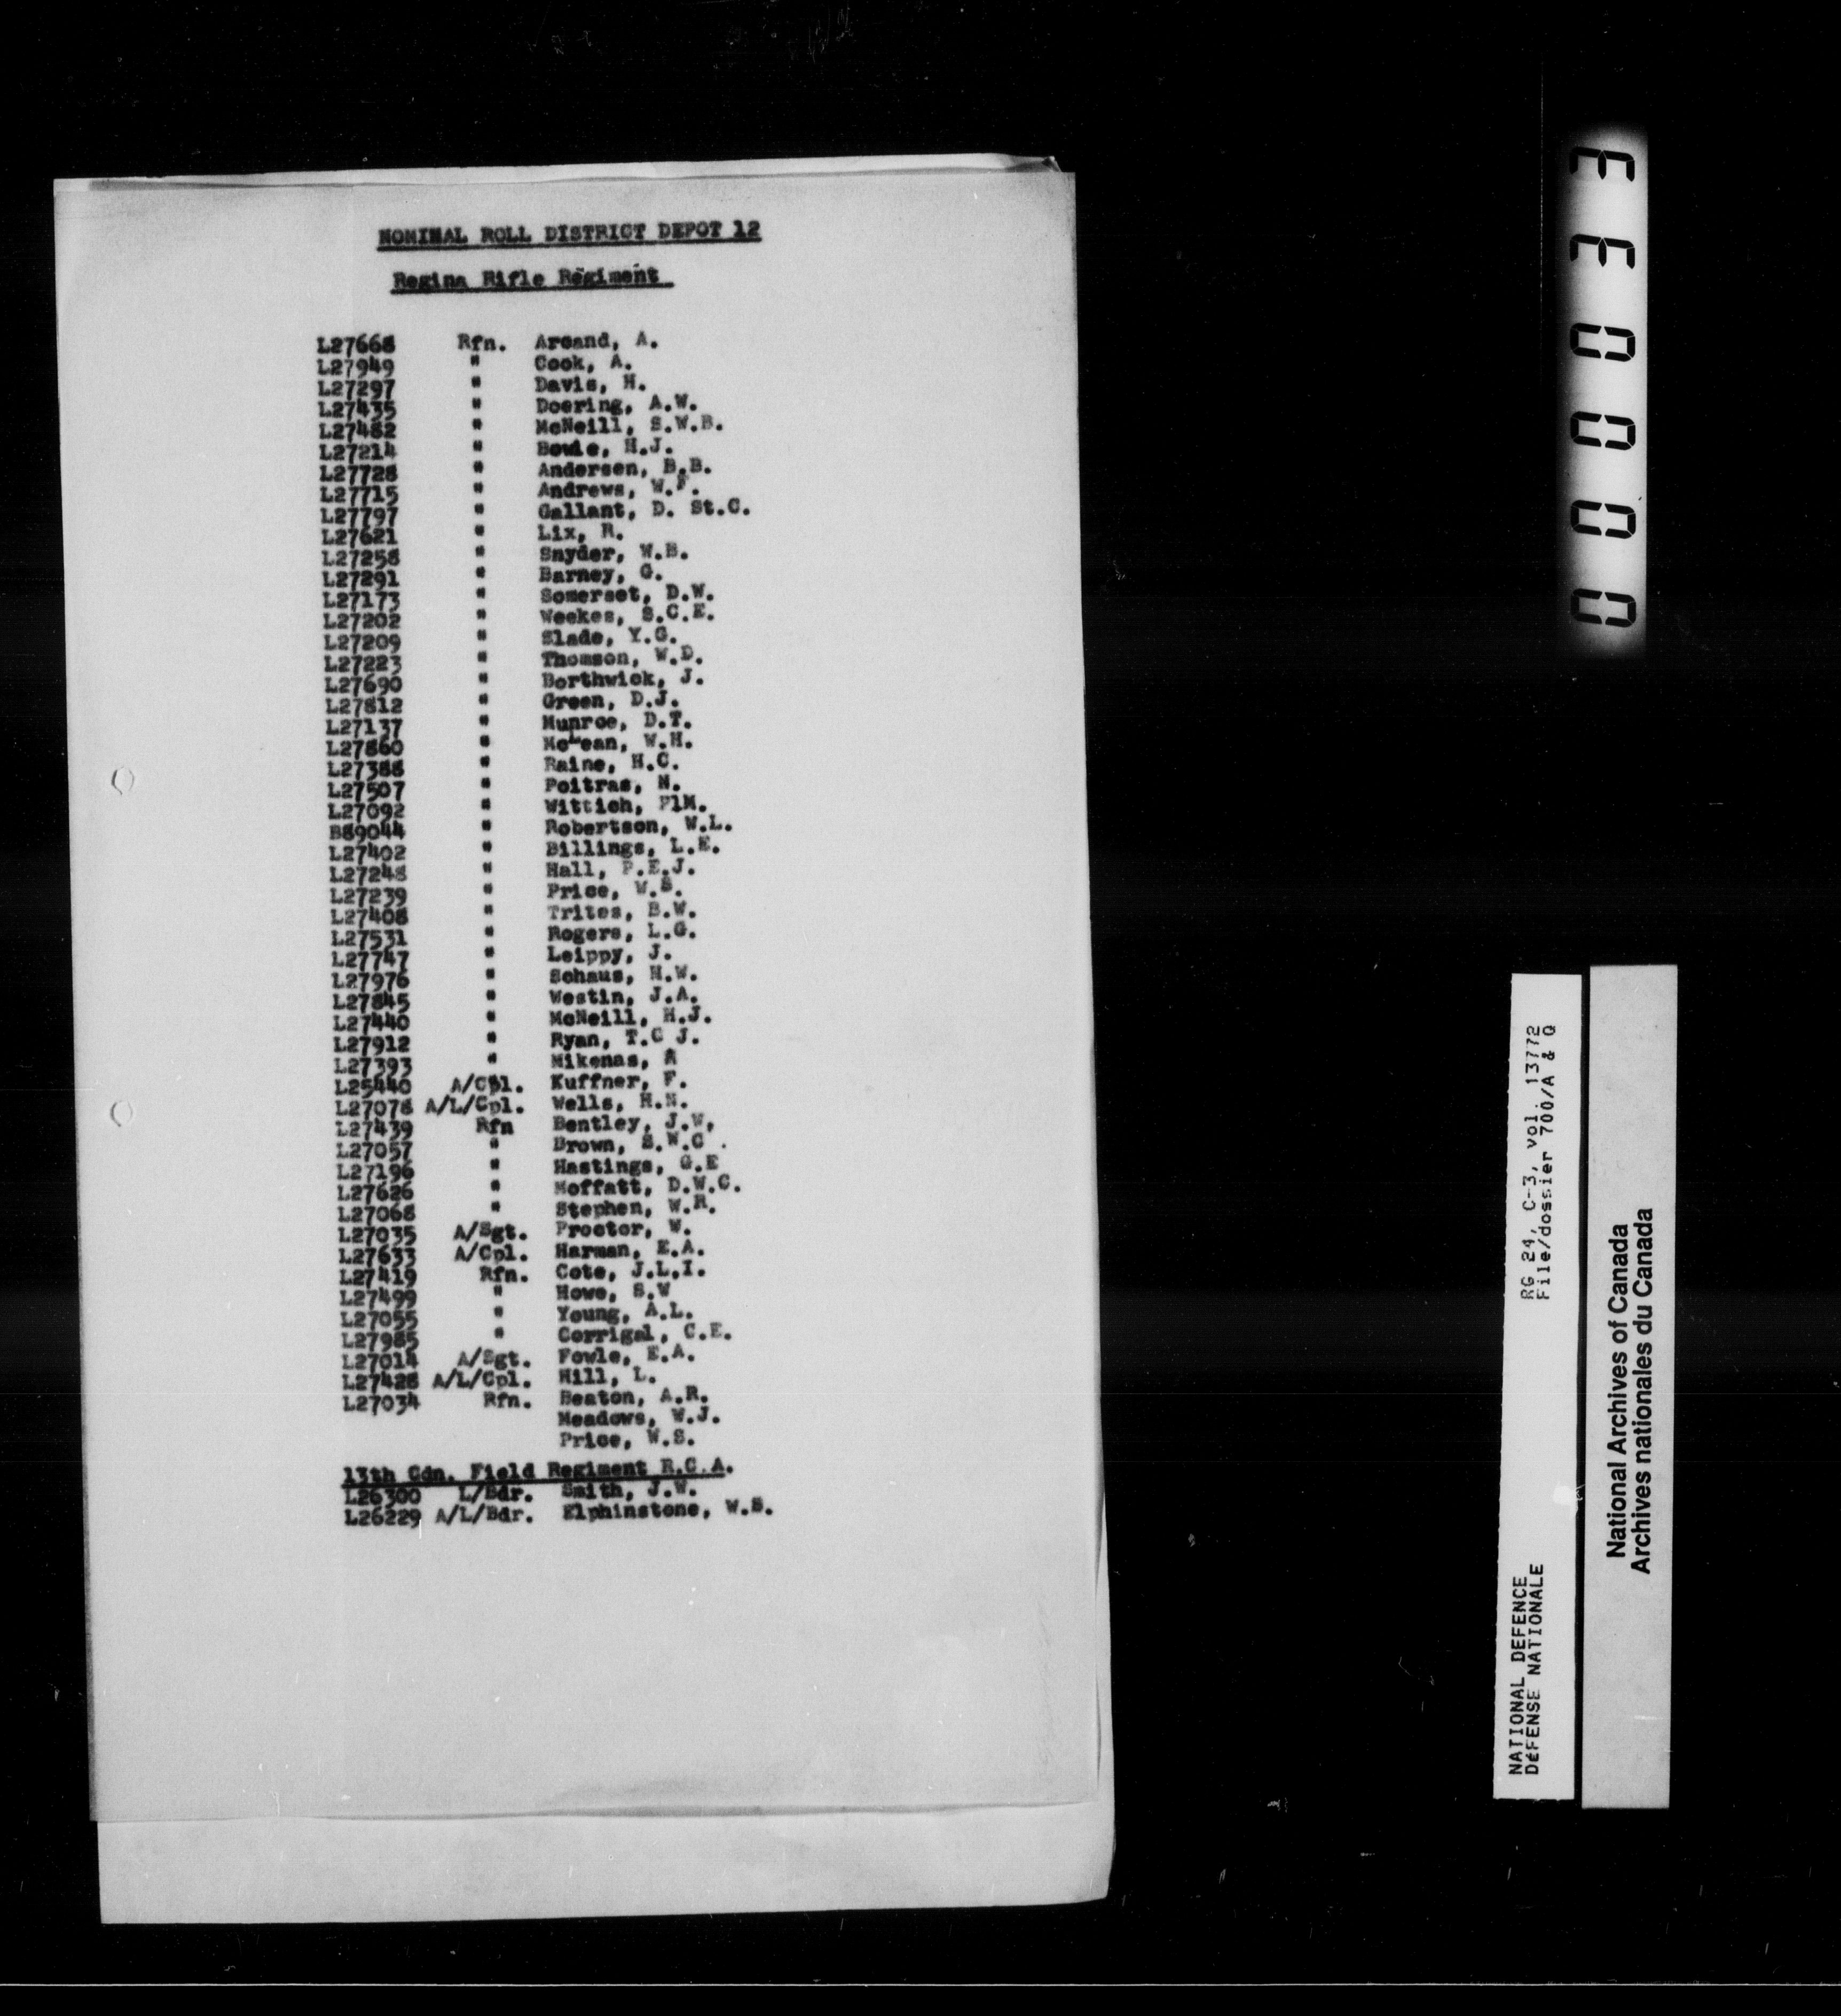 NOMINAL ROLL DISTRICT DEPOT 12
Regina Rifle Regiment
L27668 Rfn. Arcand, A.
L27949 " Cook, A.
L27297 " Davis, H.
L27435 " Doering, A.W.
L27482 " McNeill, S.W.B.
L27214 " Bowie, H.J.
L27728 " Andersen, B.B.
L27715 " Andrews, W.F.
L27797 " Gallant, D. St.C.
L27621 " Lix, R.
L27258 " Snyder, W.B.
L27291 " Barney, G.
L27173 " Somerset, D.W.
L27202 " Weekes, S.C.E.
L27209 " Slade, Y.G.
L27223 " Thomson, W.D.
L27690 " Borthwick, J.
L27812 " Green, D.J.
L27137 " Munroe, D.T.
L27860 " McLean, W.H.
L27388 " Raine, H.C.
L27507 " Poitras, N.
L27092 " Wittich, PlM.
B89044 " Robertson, W.L.
L27402 " Billings, L.E.
L27248 " Hall, P.E.J.
L27239 " Price, W.S.
L27408 " Trites, B.W.
L27531 " Rogers, L.G.
L27747 " Leippy, J.
L27976 " Schaus, H.W.
L27845 " Westin, J.A.
L27440 " McNeill, H.J.
L27912 " Ryan, T.C J.
L27393 " Mikenas, A
L25440 A/Cpl. Kuffner, F.
L27078 A/L/Cpl. Wells, H.N.
L27439 Rfn Bentley, J.W,
L27057 " Brown, S.W.C .
L27196 " Hastings, G.E
L27626 " Moffatt, D.W.C.
L27068 " Stephen, W.R.
L27035 A/Sgt. Proctor, W.
L27633 A/Cpl. Harman, E.A.
L27419 Rfn. Cote, J.L.I.
L27499 " Howe, S.W
L27055 " Young, A.L.
L27985 " Corrigal, C.E.
L27014 A/Sgt. Fowle, E.A.
L27428 A/L/Cpl. Hill, L.
L27034 Rfn. Beaton, A.R.
Meadows, W.J.
Price, W.S.
13th Cdn. Field Regiment R.C.A.
L26300 L/Bdr. Smith, J.W.
L26229 A/L/Bdr. Elphinstone, W.S.
000033
NATIONAL DEFENCE RG 24, C-3, vol. 13772
DéFENSE NATIONALE File/dossier 700/A & Q
National Archives of Canada
Archives nationales du Canada